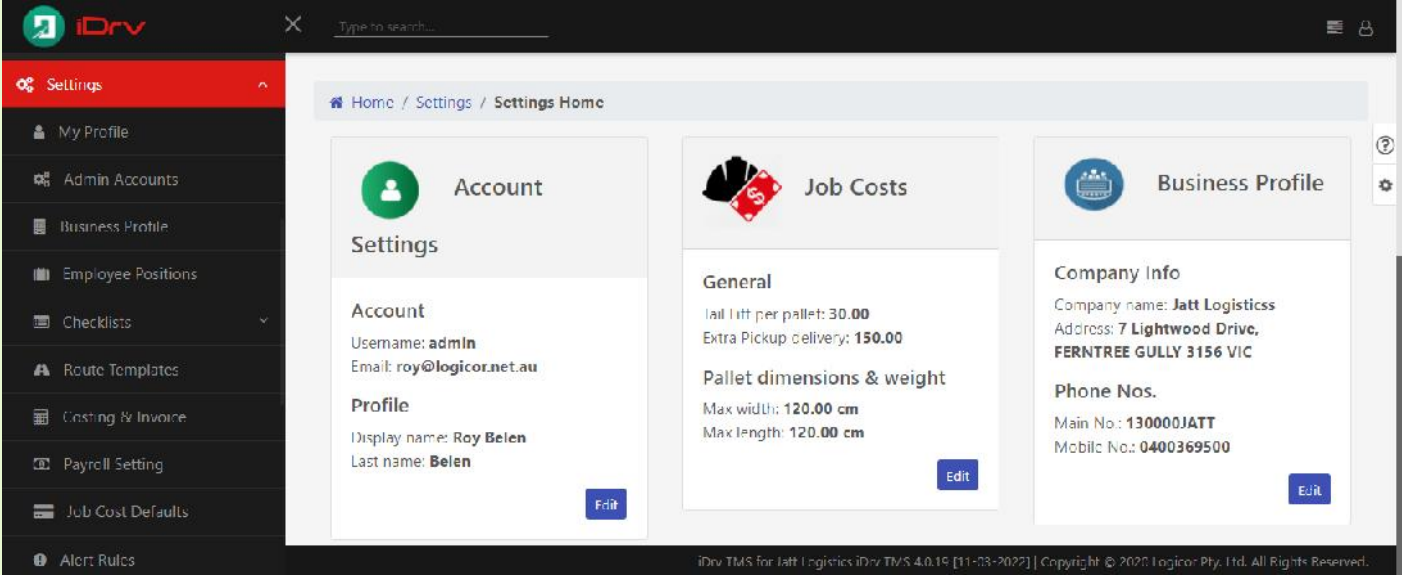 iDrv
Type to search...
Settings
My Profile
Admin Accounts
Business Profile
Employee Positions
Checklists
Route Templates
Costing & Invoice
Payroll Setting
Job Cost Defaults
Alert Rules
Home / Settings / Settings Home
Account
Settings
Account
Username: admin
Email: roy@logicor.net.au
Profile
Display name: Roy Belen
Last name: Belen
Edit
Job Costs
General
Tail Lift per pallet: 30.00
Extra Pickup delivery: 150.00
Pallet dimensions & weight
Max width: 120.00 cm
Max length: 120.00 cm
Edit
Business Profile
Company Info
Company name: Jatt Logisticss
Address: 7 Lightwood Drive,
FERNTREE GULLY 3156 VIC
Phone Nos.
Main No.: 130000JATT
Mobile No.: 0400369500
Edit
iDrv TMS for Jatt Logistics iDrv TMS 4.0.19 [11-03-2022] | Copyright © 2020 Logicor Pty. Ltd. All Rights Reserved.